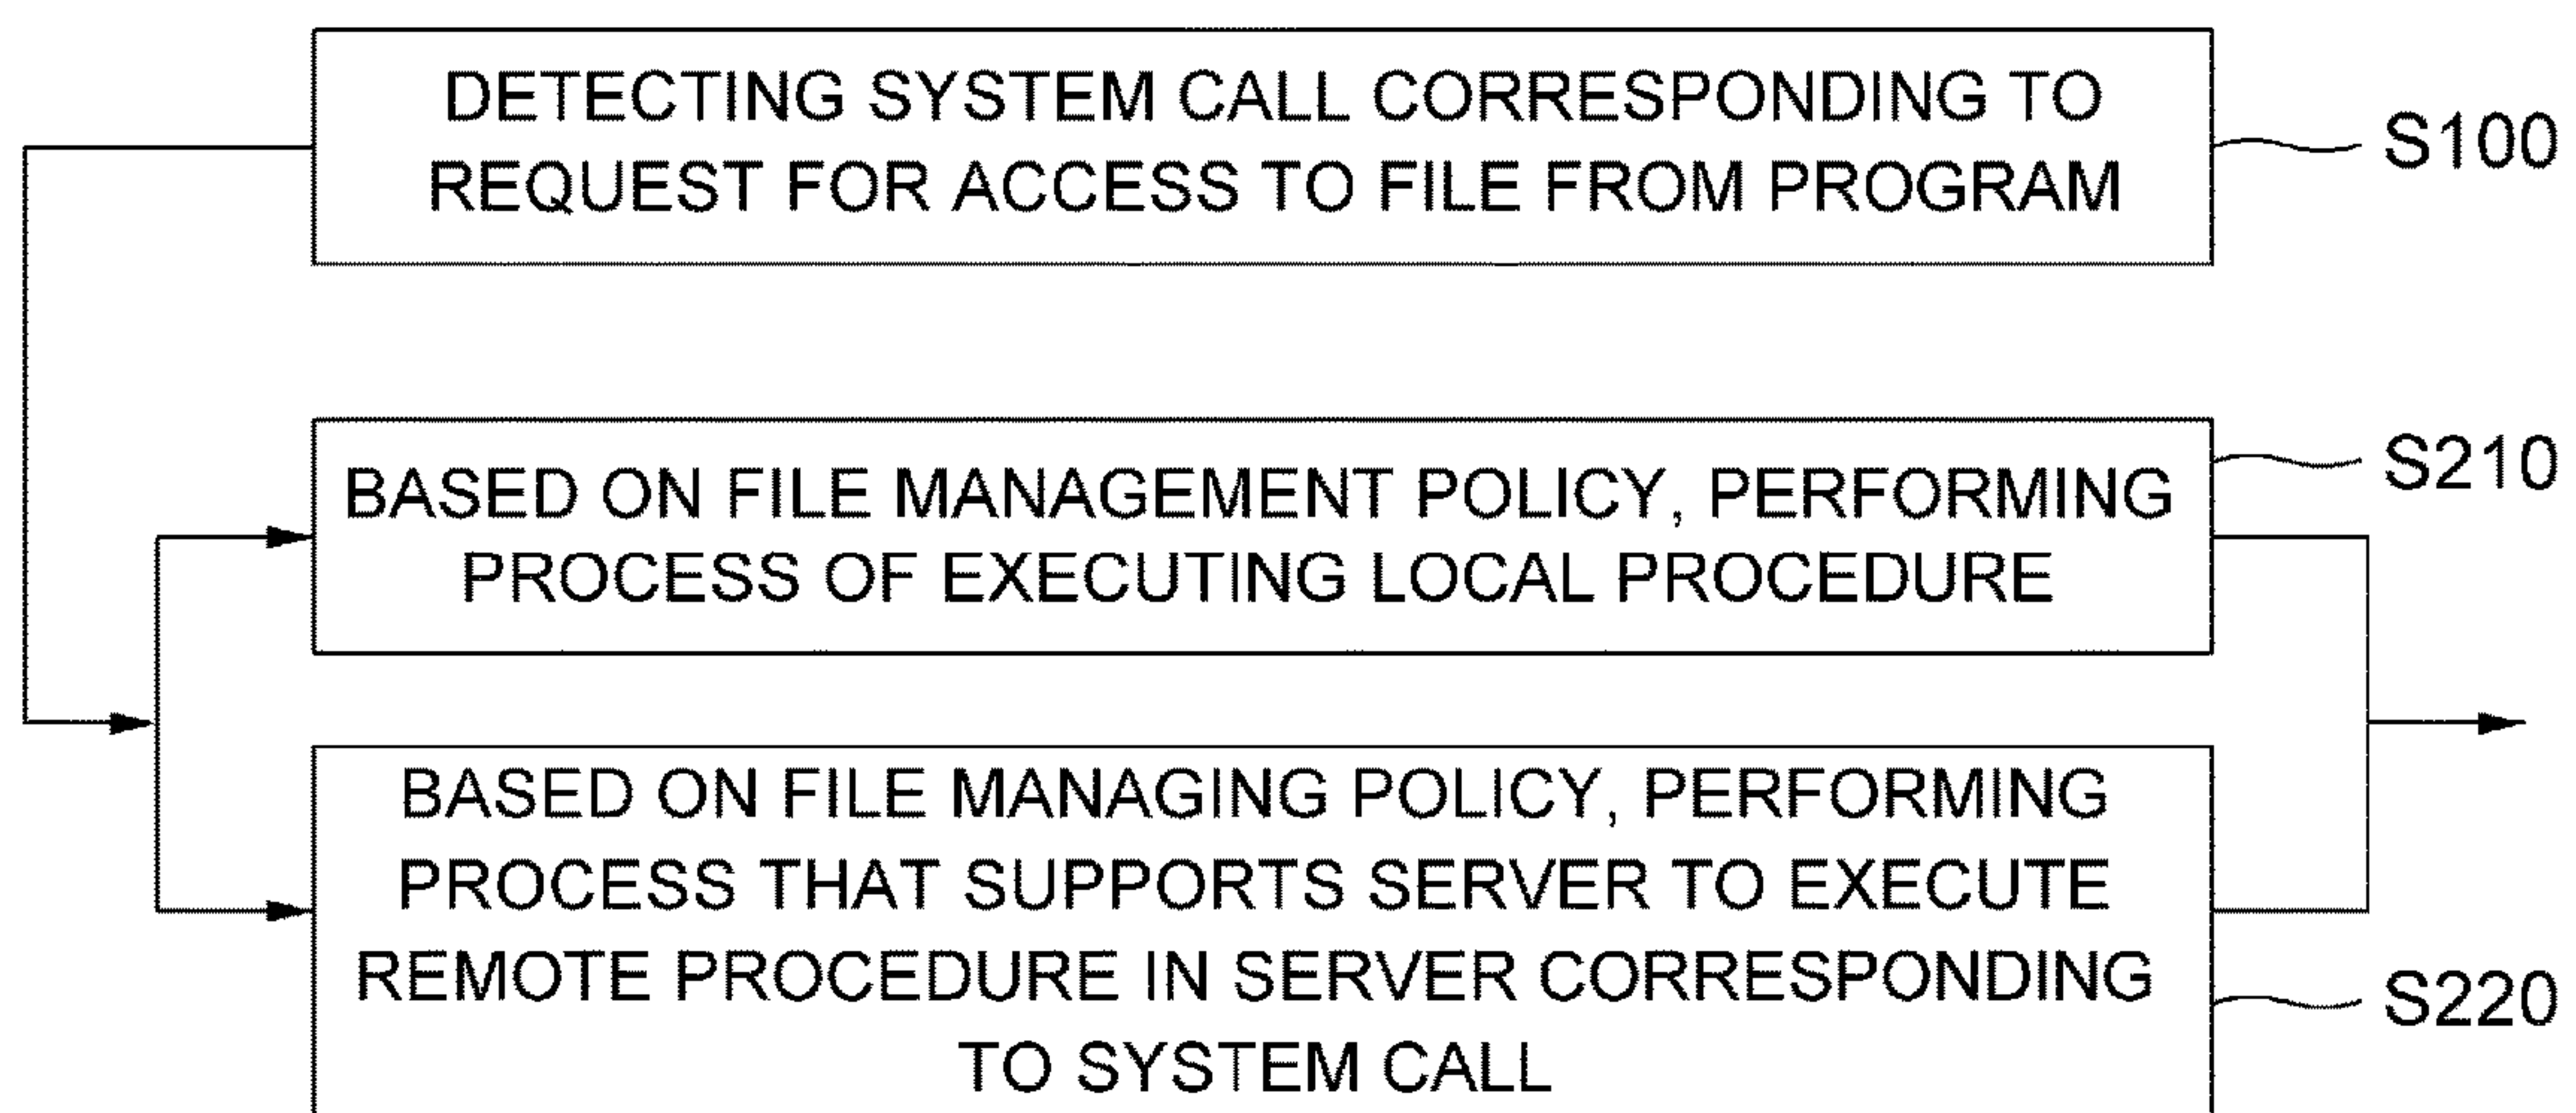 DETECTING SYSTEM CALL CORRESPONDING TO
REQUEST FOR ACCESS TO FILE FROM PROGRAM
S100
BASED ON FILE MANAGEMENT POLICY, PERFORMING
PROCESS OF EXECUTING LOCAL PROCEDURE
S210
BASED ON FILE MANAGING POLICY, PERFORMING
PROCESS THAT SUPPORTS SERVER TO EXECUTE
REMOTE PROCEDURE IN SERVER CORRESPONDING
TO SYSTEM CALL
S220